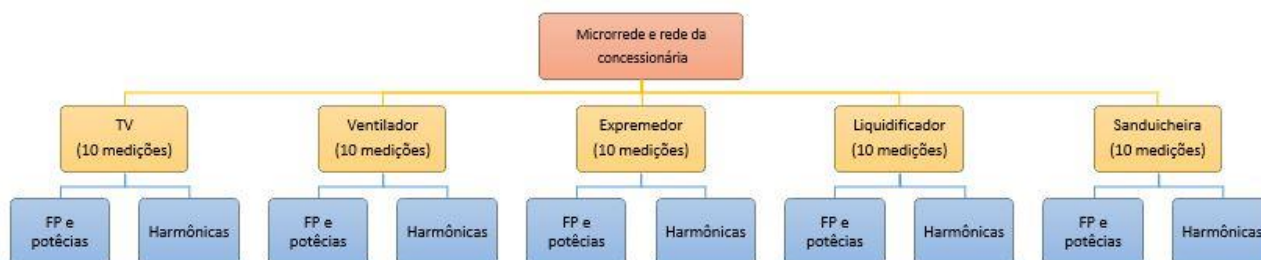 Microrrede e rede da
concessionária
TV
(10 medições)
Ventilador
(10 medições)
Expremedor
(10 medições)
Liquidificador
(10 medições)
Sanduicheira
(10 medições)
FP e
potêcias
Harmônicas
FP e
potêcias
Harmônicas
FP e
potêcias
Harmônicas
FP e
potêcias
Harmônicas
FP e
potêcias
Harmônicas